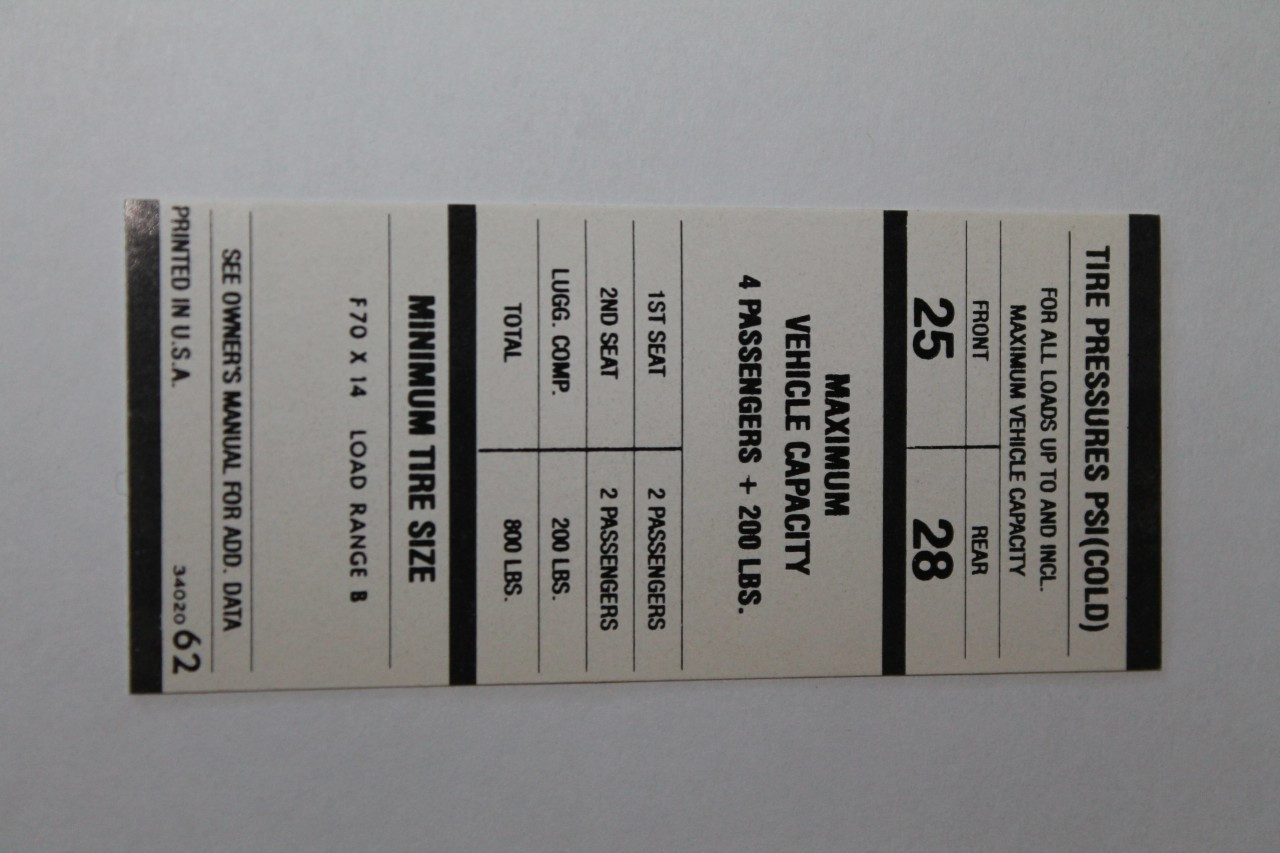 TIRE PRESSURES PSI(COLD)
FOR ALL LOADS UP TO AND INCL.
MAXIMUM VEHICLE CAPACITY
FRONT REAR
25 28
MAXIMUM
VEHICLE CAPACITY
4 PASSENGERS + 200 LBS.
1ST SEAT 2 PASSENGERS
2ND SEAT 2 PASSENGERS
LUGG. COMP. 200 LBS.
TOTAL 800 LBS.
MINIMUM TIRE SIZE
F70 X 14 LOAD RANGE B
SEE OWNER'S MANUAL FOR ADD. DATA
PRINTED IN U.S.A. 3402062